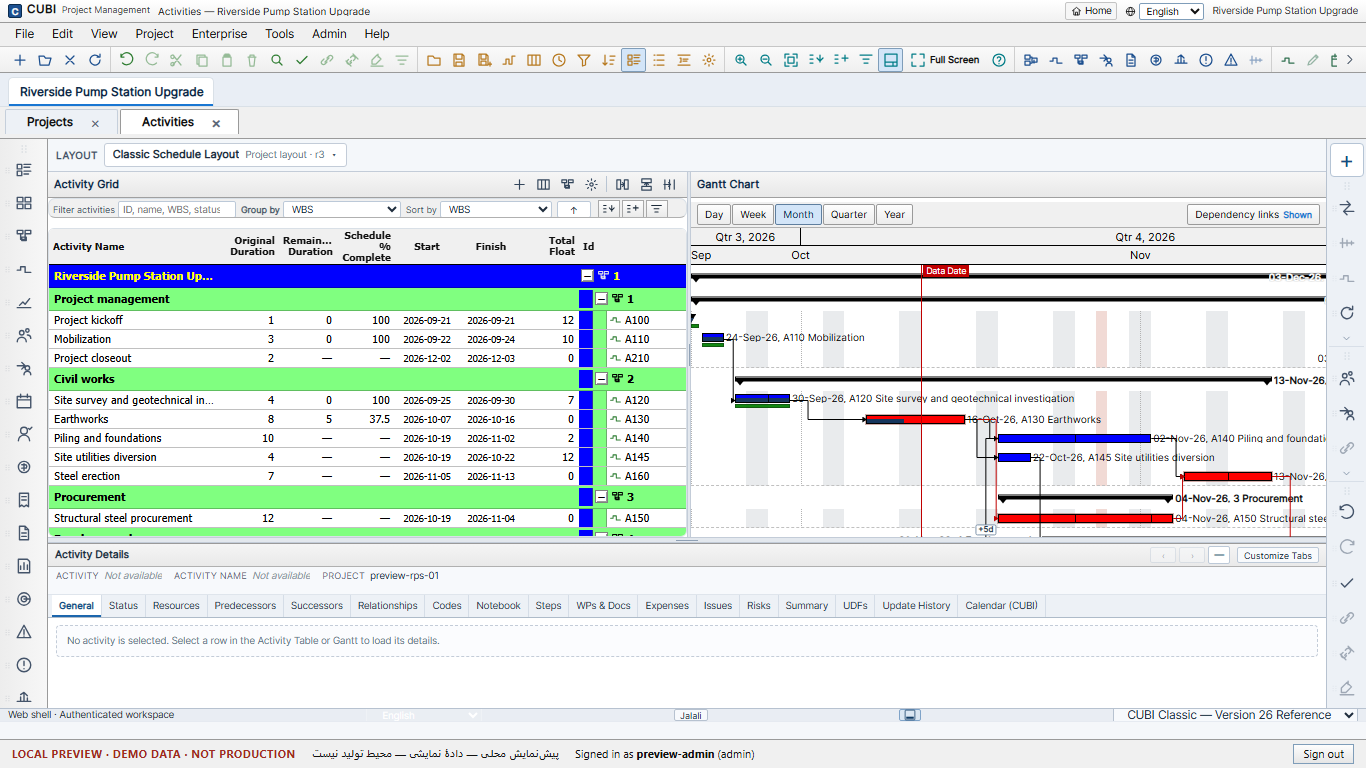 CUBI Project Management Activities — Riverside Pump Station Upgrade
Home English Riverside Pump Station Upgrade
File Edit View Project Enterprise Tools Admin Help
Full Screen
Riverside Pump Station Upgrade
Projects × Activities ×
LAYOUT Classic Schedule Layout Project layout · r3
Activity Grid
Filter activities ID, name, WBS, status Group by WBS Sort by WBS
Activity Name Original Duration Remain... Duration Schedule % Complete Start Finish Total Float Id
Riverside Pump Station Up... 1
Project management 1
Project kickoff 1 0 100 2026-09-21 2026-09-21 12 A100
Mobilization 3 0 100 2026-09-22 2026-09-24 10 A110
Project closeout 2 — — 2026-12-02 2026-12-03 0 A210
Civil works 2
Site survey and geotechnical in... 4 0 100 2026-09-25 2026-09-30 7 A120
Earthworks 8 5 37.5 2026-10-07 2026-10-16 0 A130
Piling and foundations 10 — — 2026-10-19 2026-11-02 2 A140
Site utilities diversion 4 — — 2026-10-19 2026-10-22 12 A145
Steel erection 7 — — 2026-11-05 2026-11-13 0 A160
Procurement 3
Structural steel procurement 12 — — 2026-10-19 2026-11-04 0 A150
Gantt Chart
Day Week Month Quarter Year Dependency links Shown
Qtr 3, 2026 Qtr 4, 2026
Sep Oct Nov
Data Date 03-Dec-26
24-Sep-26, A110 Mobilization
13-Nov-26,
30-Sep-26, A120 Site survey and geotechnical investigation
16-Oct-26, A130 Earthworks
02-Nov-26, A140 Piling and foundati
22-Oct-26, A145 Site utilities diversion
13-Nov-26,
04-Nov-26, 3 Procurement
04-Nov-26, A150 Structural stee
+5d
Activity Details Customize Tabs
ACTIVITY Not available ACTIVITY NAME Not available PROJECT preview-rps-01
General Status Resources Predecessors Successors Relationships Codes Notebook Steps WPs & Docs Expenses Issues Risks Summary UDFs Update History Calendar (CUBI)
No activity is selected. Select a row in the Activity Table or Gantt to load its details.
Web shell · Authenticated workspace English Jalali CUBI Classic — Version 26 Reference
LOCAL PREVIEW · DEMO DATA · NOT PRODUCTION پیش‌نمایش محلی — دادهٔ نمایشی — محیط تولید نیست Signed in as preview-admin (admin) Sign out